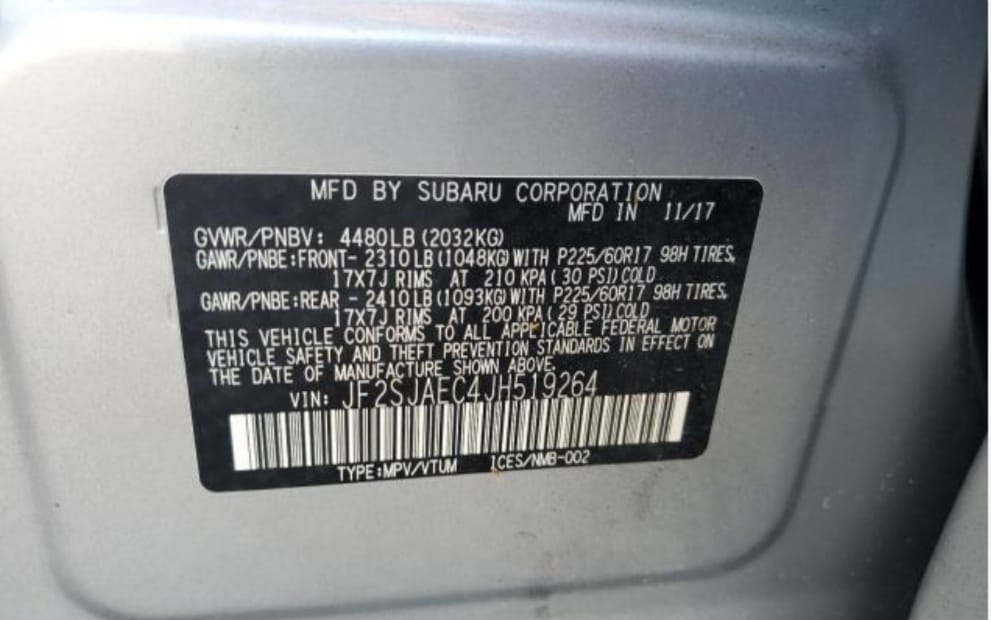 MFD BY SUBARU CORPORATION
MFD IN 11/17
GVWR/PNBV: 4480LB (2032KG)
GAWR/PNBE:FRONT- 2310LB (1048KG) WITH P225/60R17 98H TIRES,
17X7J RIMS AT 210 KPA ( 30 PSI) COLD
GAWR/PNBE:REAR - 2410LB (1093KG) WITH P225/60R17 98H TIRES,
17X7J RIMS AT 200 KPA ( 29 PSI) COLD
THIS VEHICLE CONFORMS TO ALL APPLICABLE FEDERAL MOTOR
VEHICLE SAFETY AND THEFT PREVENTION STANDARDS IN EFFECT ON
THE DATE OF MANUFACTURE SHOWN ABOVE.
VIN: JF2SJAEC4JH519264
TYPE:MPV/VTUM ICES/NMB-002